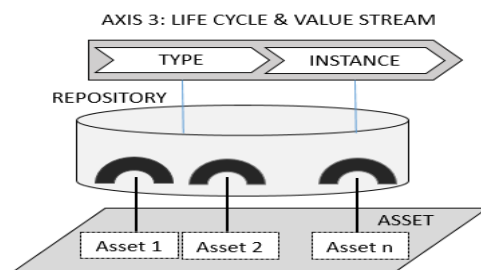 AXIS 3: LIFE CYCLE & VALUE STREAM
TYPE INSTANCE
REPOSITORY
ASSET
Asset 1 Asset 2 Asset n